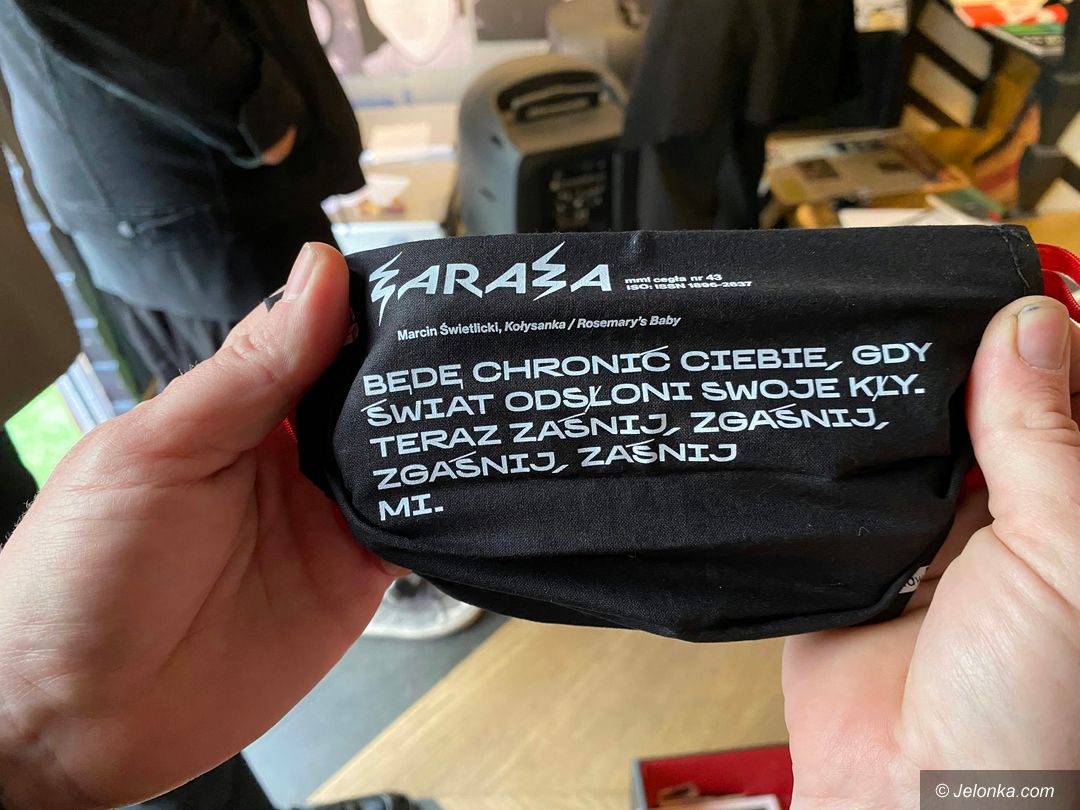 ZARAZA
mml cegła nr 43
ISO: ISSN 1896-2637
Marcin Świetlicki, Kołysanka / Rosemary's Baby
BĘDĘ CHRONIĆ CIEBIE, GDY
ŚWIAT ODSŁONI SWOJE KŁY.
TERAZ ZAŚNIJ, ZGAŚNIJ,
ZGAŚNIJ, ZAŚNIJ
MI.
© Jelonka.com